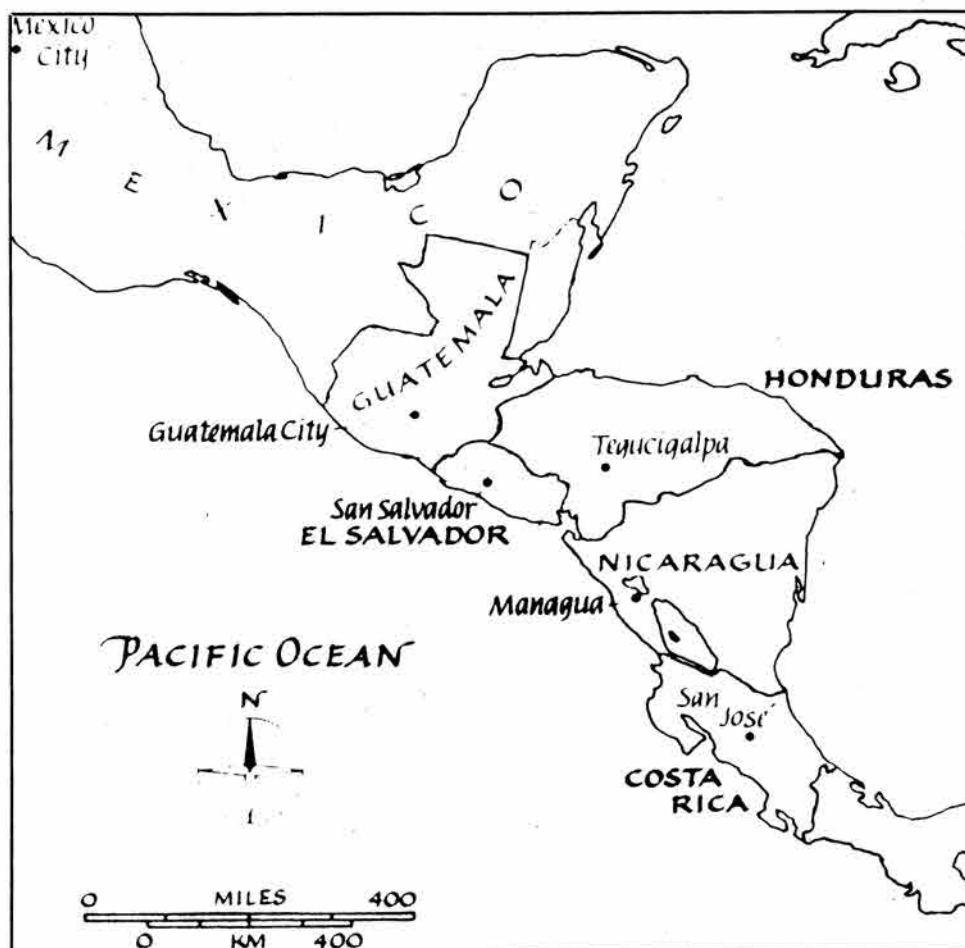 Mexico
City
MEXICO
GUATEMALA
HONDURAS
Guatemala City
Tegucigalpa
San Salvador
EL SALVADOR
NICARAGUA
Managua
PACIFIC OCEAN
N
San
José
COSTA
RICA
0 MILES 400
0 KM 400